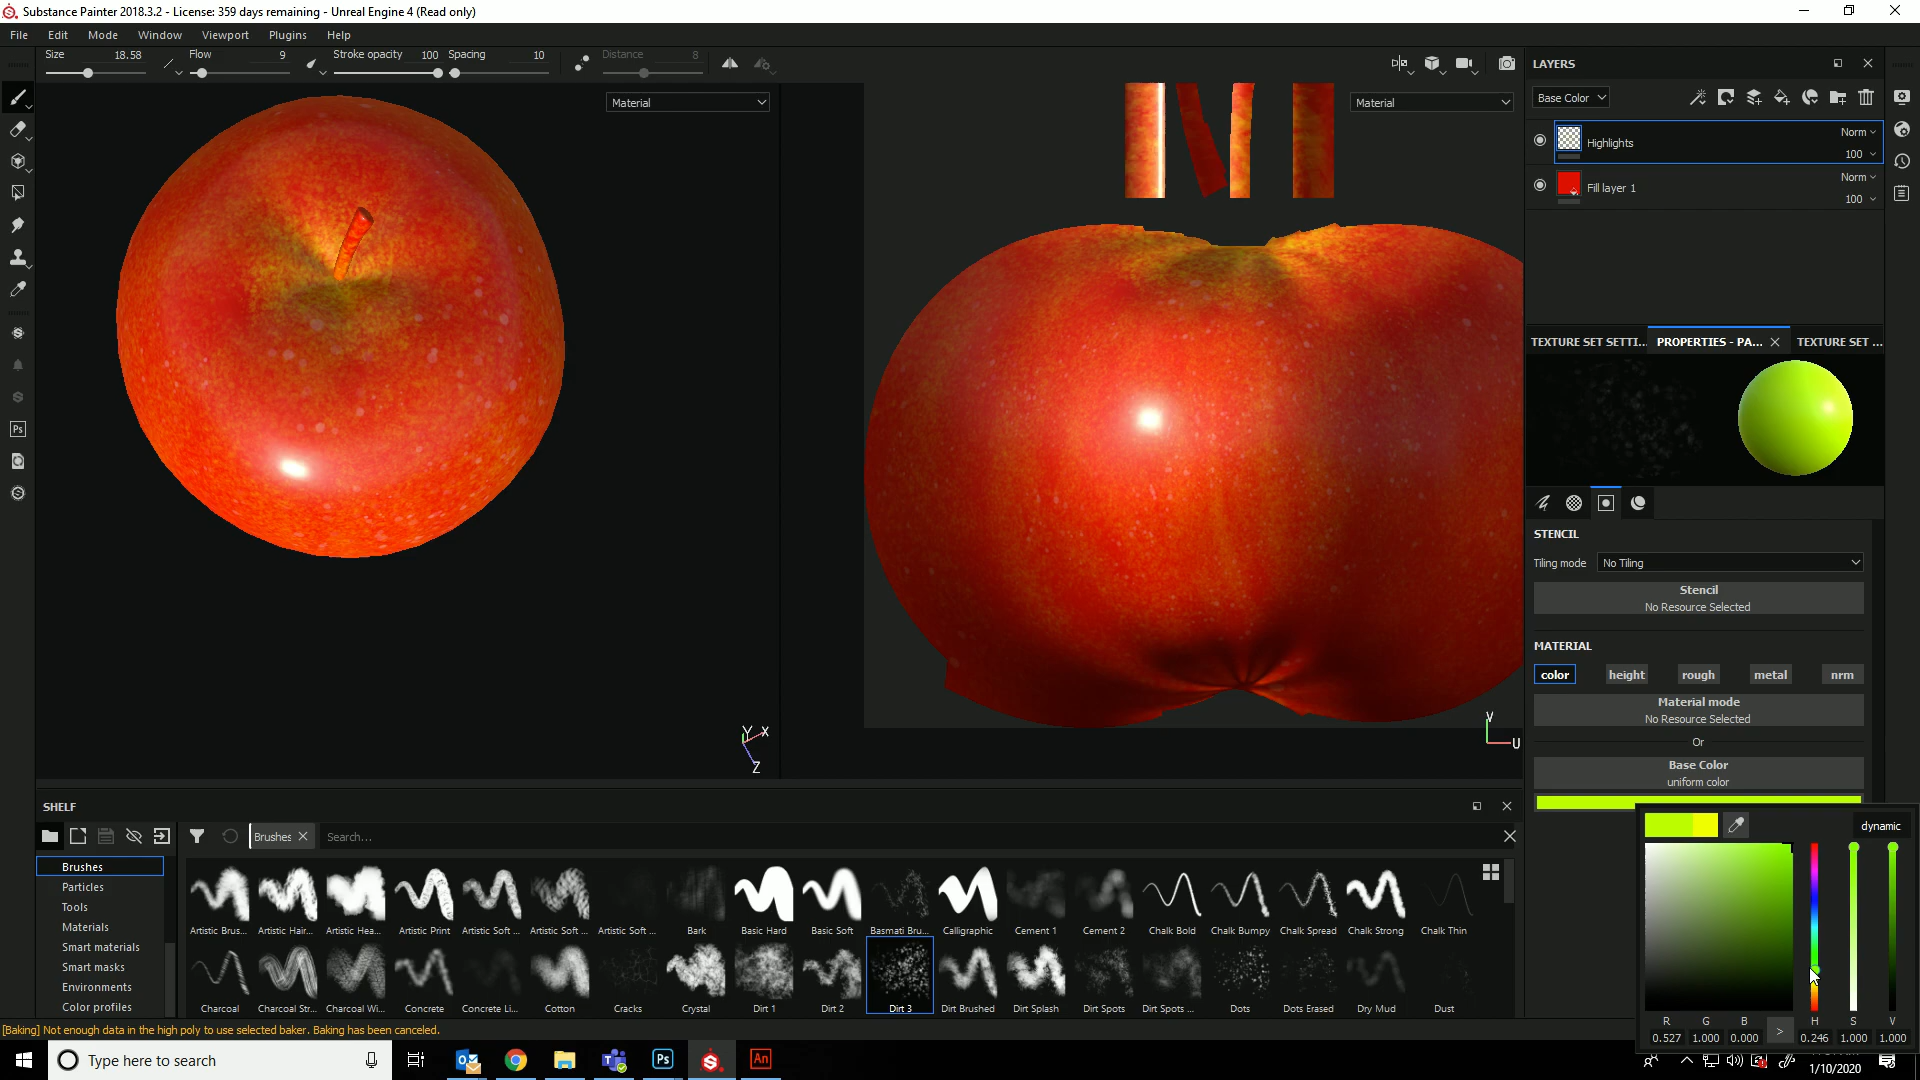 Substance Painter 2018.3.2 - License: 359 days remaining - Unreal Engine 4 (Read only)
File Edit Mode Window Viewport Plugins Help
Size 18.58 Flow 9 Stroke opacity 100 Spacing 10 Distance 8
Material
Material
LAYERS
Base Color
Highlights Norm 100
Fill layer 1 Norm 100
TEXTURE SET SETTI... PROPERTIES - PA... TEXTURE SET ...
STENCIL
Tiling mode No Tiling
Stencil
No Resource Selected
MATERIAL
color height rough metal nrm
Material mode
No Resource Selected
Or
Base Color
uniform color
dynamic
R G B H S V
0.527 1.000 0.000 > 0.246 1.000 1.000
Y X Z
V U
SHELF
Brushes Search...
Brushes
Particles
Tools
Materials
Smart materials
Smart masks
Environments
Color profiles
Artistic Brus... Artistic Hair... Artistic Hea... Artistic Print Artistic Soft ... Artistic Soft ... Artistic Soft ... Bark Basic Hard Basic Soft Basmati Bru... Calligraphic Cement 1 Cement 2 Chalk Bold Chalk Bumpy Chalk Spread Chalk Strong Chalk Thin
Charcoal Charcoal Str... Charcoal Wi... Concrete Concrete Li... Cotton Cracks Crystal Dirt 1 Dirt 2 Dirt 3 Dirt Brushed Dirt Splash Dirt Spots Dirt Spots ... Dots Dots Erased Dry Mud Dust
[Baking] Not enough data in the high poly to use selected baker. Baking has been canceled.
Type here to search
Ps
Ps
An
1/10/2020